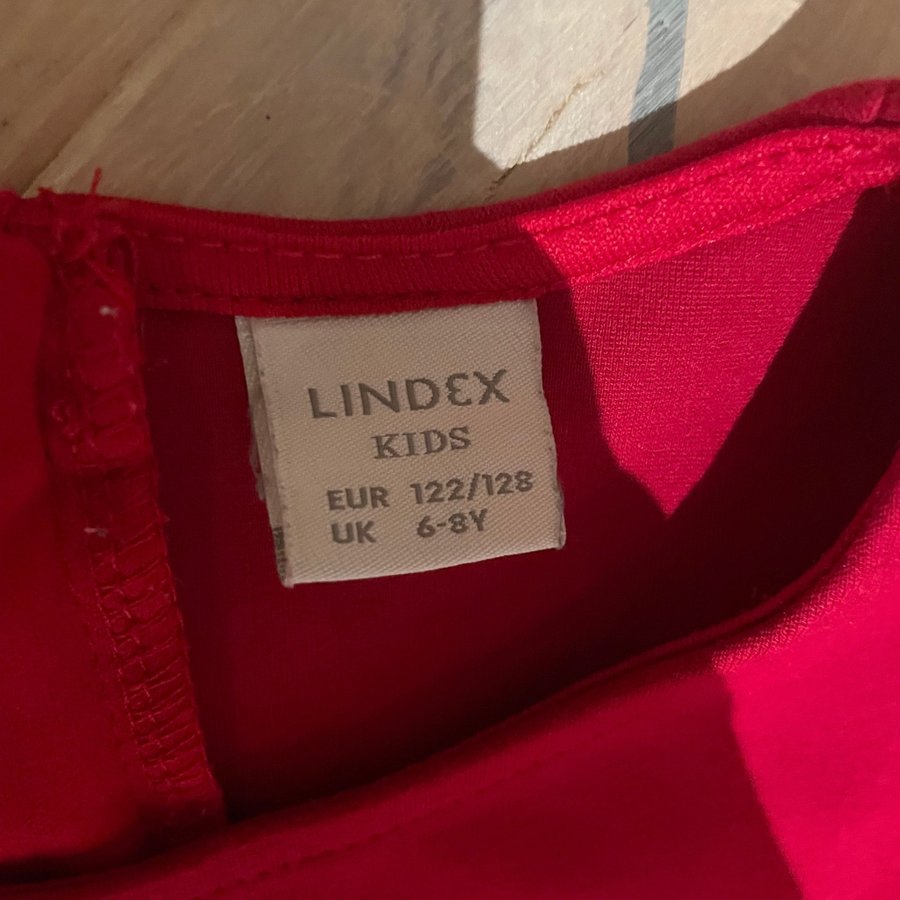 LINDEX
KIDS
EUR 122/128
UK 6-8Y